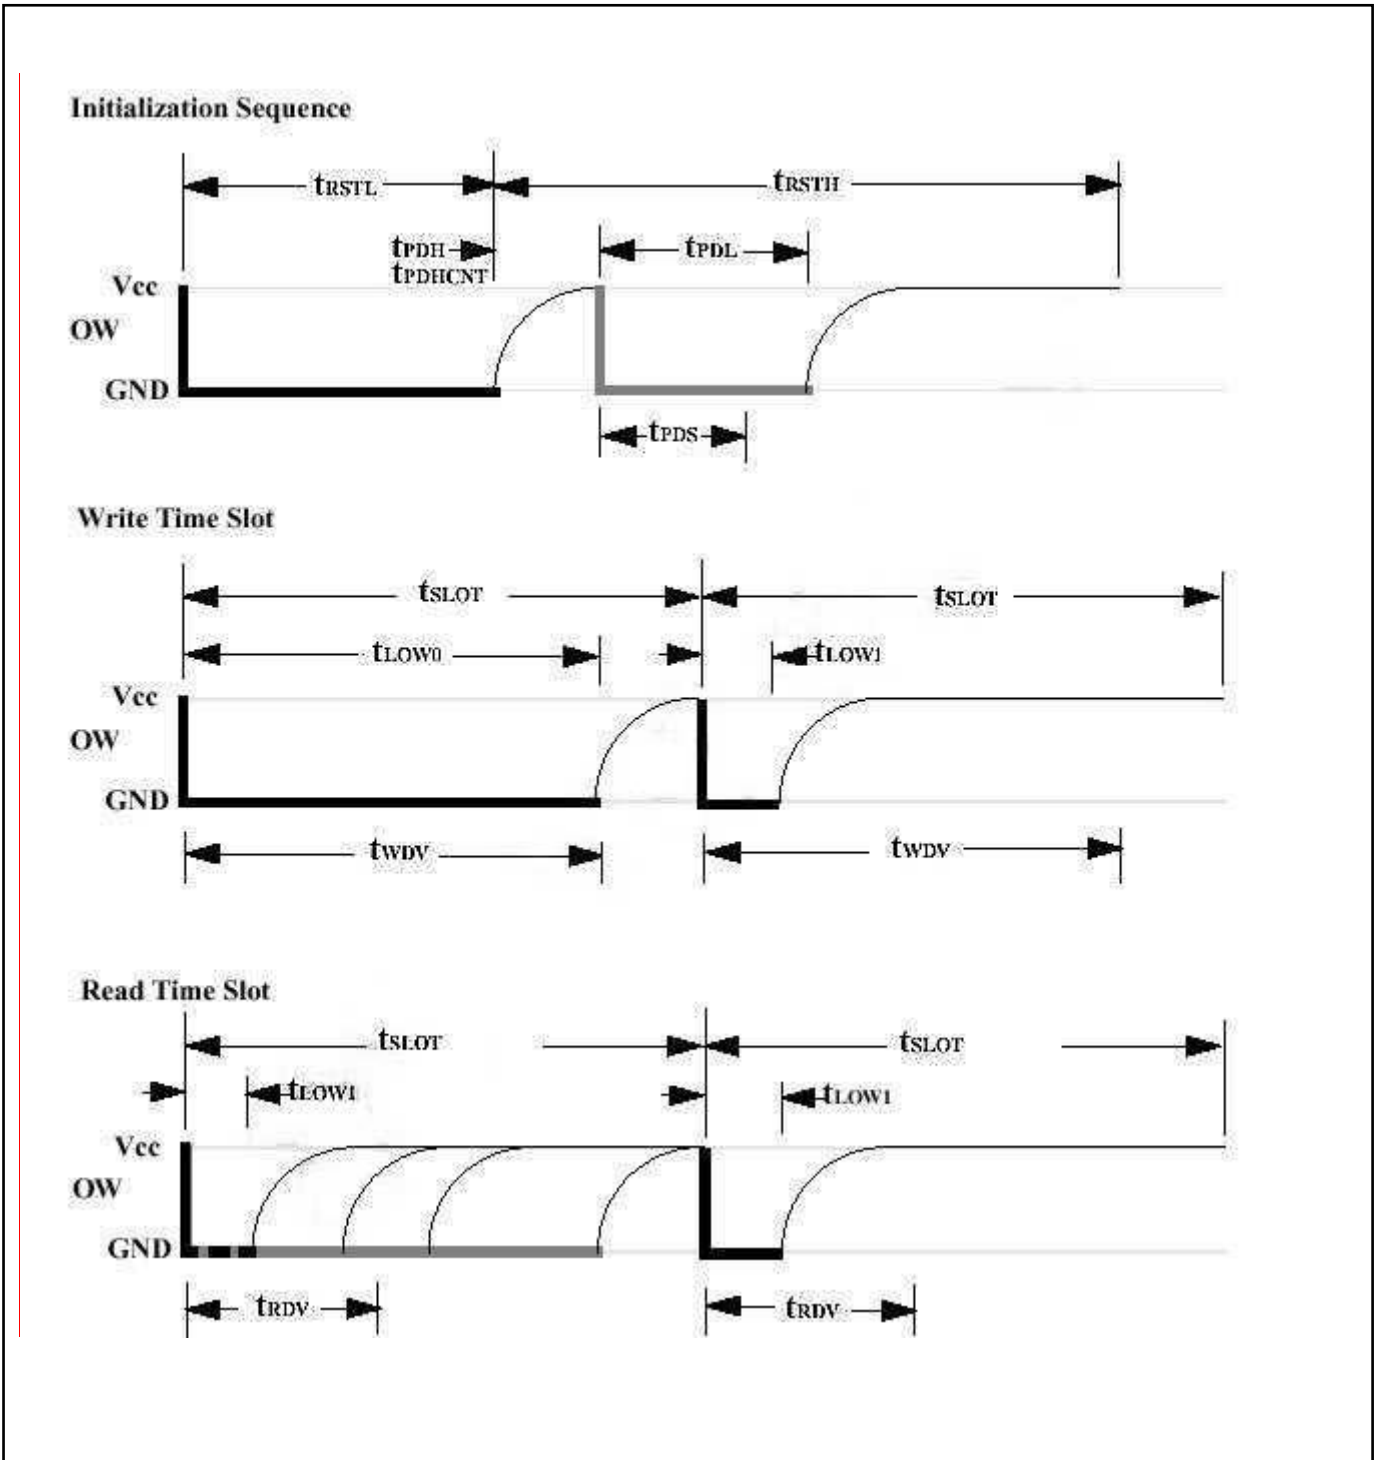 Initialization Sequence
tRSTL tRSTH
tPDH tPDL
tPDHCNT
Vcc
OW
GND
tPDS
Write Time Slot
tSLOT tSLOT
tLOW0 tLOW1
Vcc
OW
GND
tWDV tWDV
Read Time Slot
tSLOT tSLOT
tLOW1 tLOW1
Vcc
OW
GND
tRDV tRDV